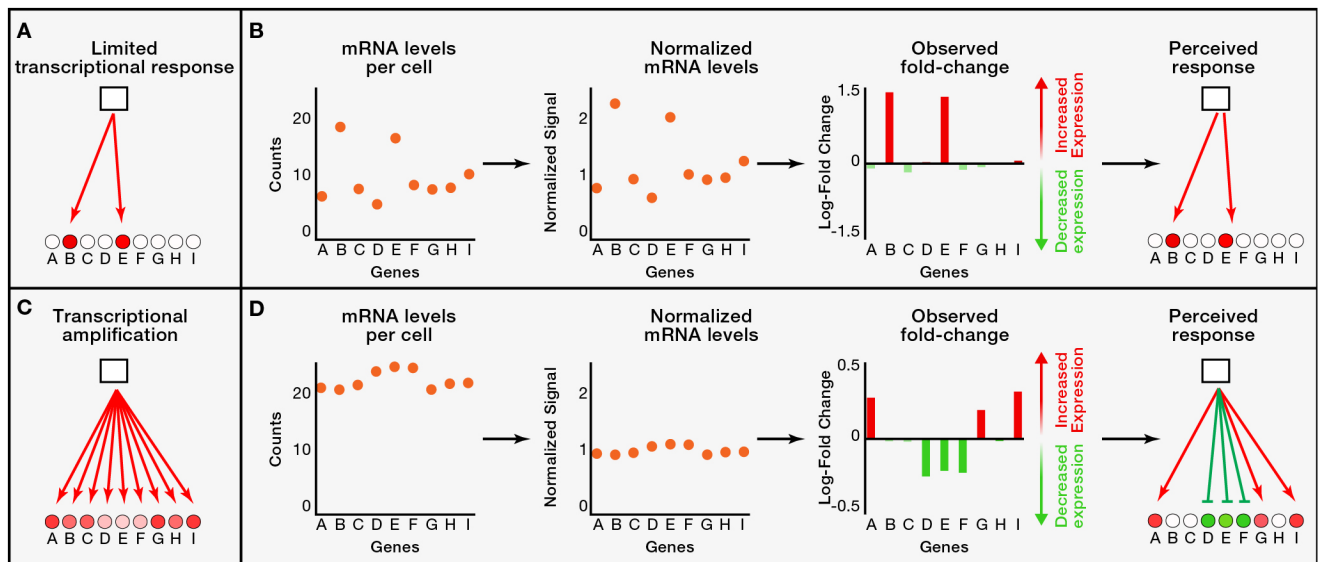 A
Limited
transcriptional response
A B C D E F G H I
B
mRNA levels
per cell
Counts
20
10
0
A B C D E F G H I
Genes
Normalized
mRNA levels
Normalized Signal
2
1
0
A B C D E F G H I
Genes
Observed
fold-change
Log-Fold Change
1.5
0
-1.5
A B C D E F G H I
Genes
Increased
Expression
Decreased
expression
Perceived
response
A B C D E F G H I
C
Transcriptional
amplification
A B C D E F G H I
D
mRNA levels
per cell
Counts
20
10
0
A B C D E F G H I
Genes
Normalized
mRNA levels
Normalized Signal
2
1
0
A B C D E F G H I
Genes
Observed
fold-change
Log-Fold Change
0.5
0
-0.5
A B C D E F G H I
Genes
Increased
Expression
Decreased
expression
Perceived
response
A B C D E F G H I